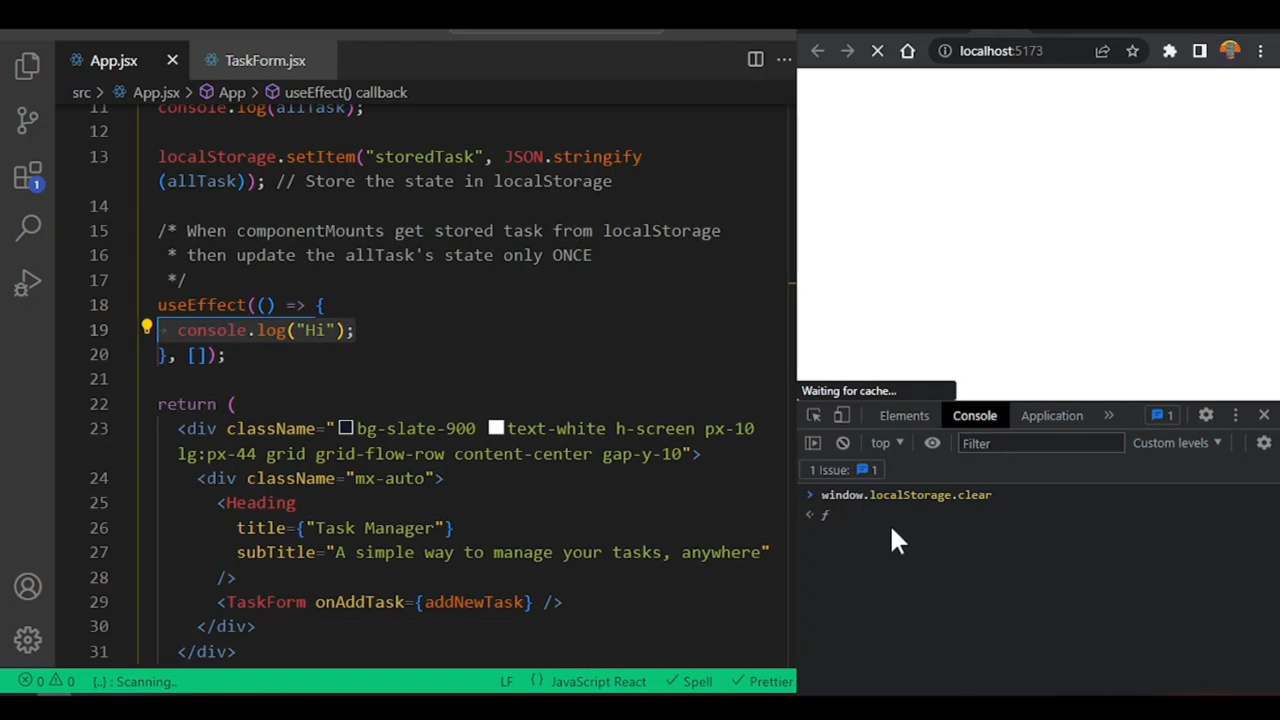 App.jsx
TaskForm.jsx
localhost:5173
src > App.jsx > App > useEffect() callback
11 console.log(allTask);
12
13 localStorage.setItem("storedTask", JSON.stringify
(allTask)); // Store the state in localStorage
14
15 /* When componentMounts get stored task from localStorage
16 * then update the allTask's state only ONCE
17 */
18 useEffect(() => {
19 console.log("Hi");
20 }, []);
21
22 return (
23 <div className="bg-slate-900 text-white h-screen px-10
lg:px-44 grid grid-flow-row content-center gap-y-10">
24 <div className="mx-auto">
25 <Heading
26 title={"Task Manager"}
27 subTitle="A simple way to manage your tasks, anywhere"
28 />
29 <TaskForm onAddTask={addNewTask} />
30 </div>
31 </div>
1
0 0 {..} : Scanning.. LF {} JavaScript React Spell Prettier
Waiting for cache...
Elements Console Application » 1
top Filter Custom levels
1 Issue: 1
> window.localStorage.clear
f